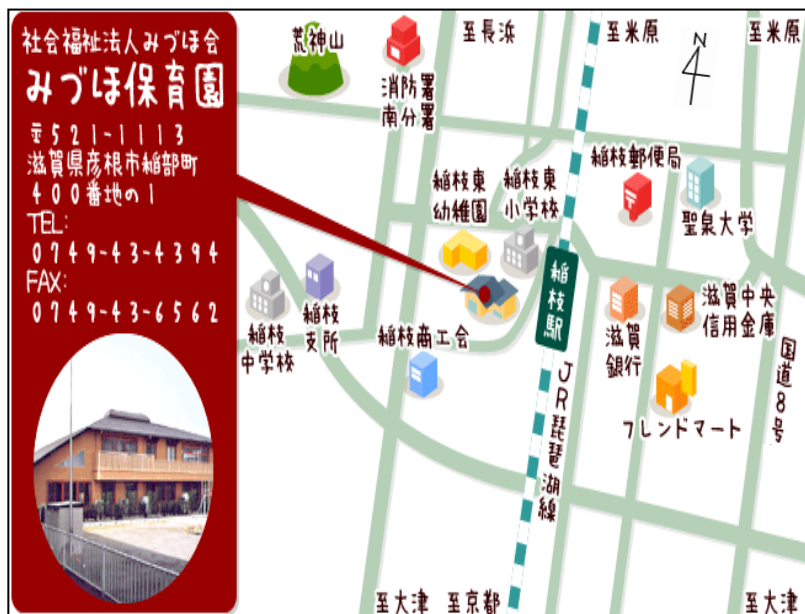 社会福祉法人みづほ会
みづほ保育園
〒521-1113
滋賀県彦根市稲部町
400番地の1
TEL:
0749-43-4394
FAX:
0749-43-6562
荒神山
消防署
南分署
至長浜
至米原
至米原
N
稲枝東
幼稚園
稲枝東
小学校
稲枝郵便局
聖泉大学
稲枝
中学校
稲枝
支所
稲枝商工会
稲枝駅
滋賀
銀行
滋賀中央
信用金庫
フレンドマート
国道8号
JR琵琶湖線
至大津
至京都
至大津